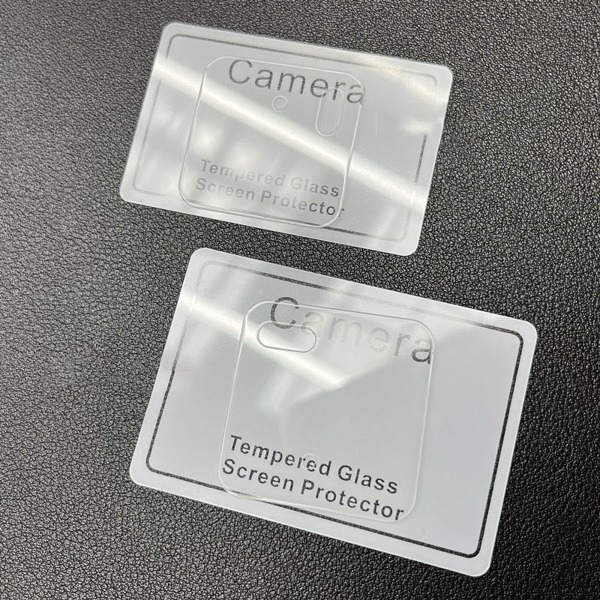 Camera
Tempered Glass
Screen Protector
Camera
Tempered Glass
Screen Protector